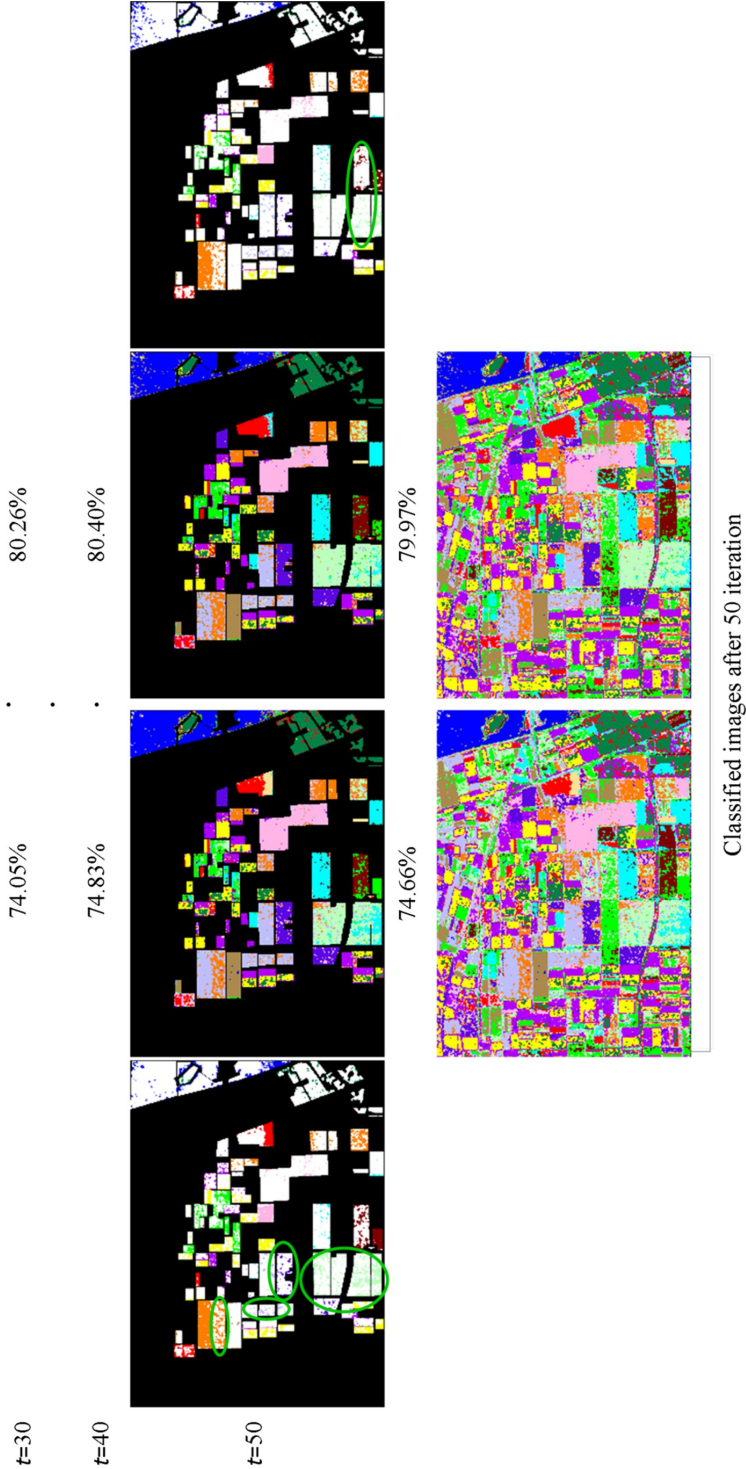 t=30
74.05%
80.26%
t=40
74.83%
80.40%
t=50
74.66%
79.97%
Classified images after 50 iteration